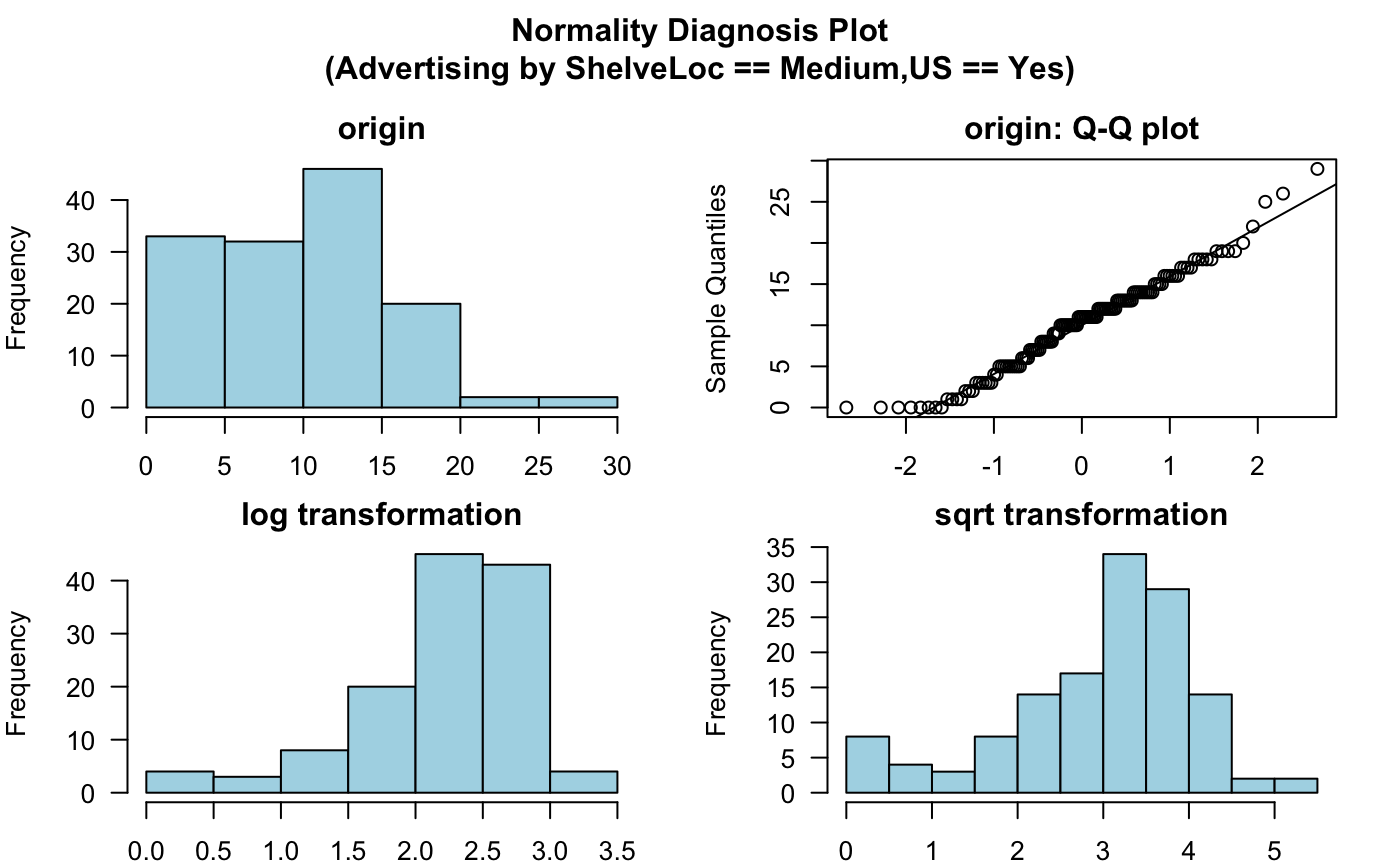 Normality Diagnosis Plot
(Advertising by ShelveLoc == Medium,US == Yes)
origin
Frequency
40
30
20
10
0
0 5 10 15 20 25 30
origin: Q-Q plot
Sample Quantiles
25
15
5
0
-2 -1 0 1 2
log transformation
Frequency
40
30
20
10
0
0.0 0.5 1.0 1.5 2.0 2.5 3.0 3.5
sqrt transformation
Frequency
35
30
25
20
15
10
5
0
0 1 2 3 4 5